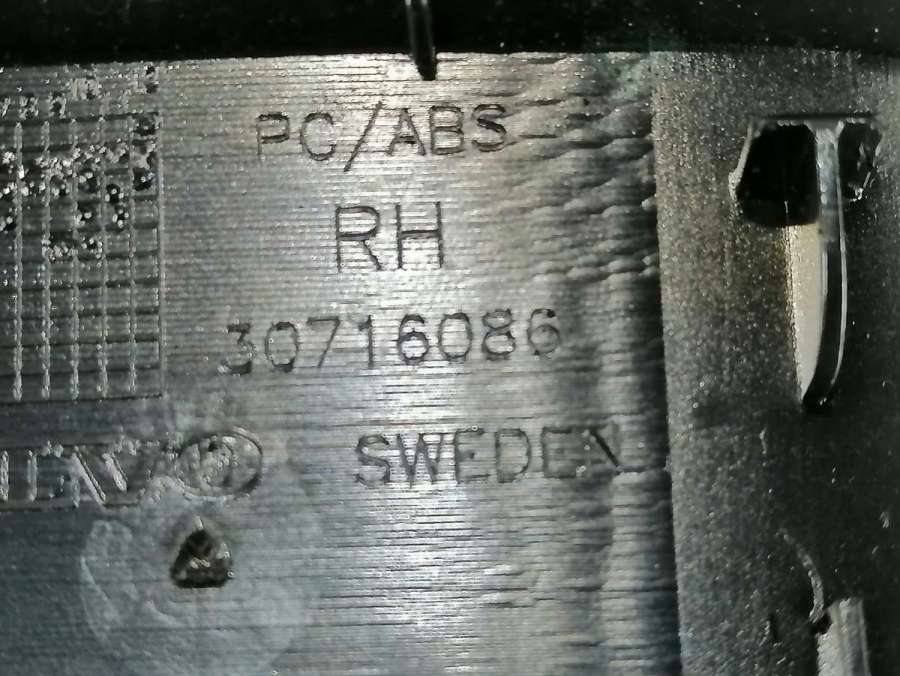 PC/ABS
RH
30716086
SWEDEN